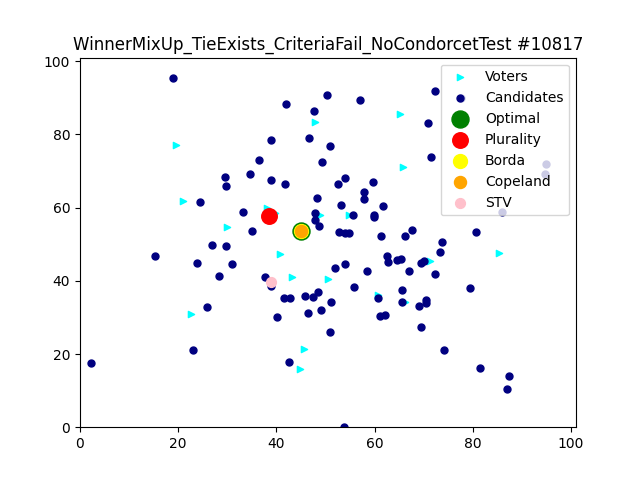 WinnerMixUp_TieExists_CriteriaFail_NoCondorcetTest #10817
Voters
Candidates
Optimal
Plurality
Borda
Copeland
STV
100
80
60
40
20
0
0
20
40
60
80
100